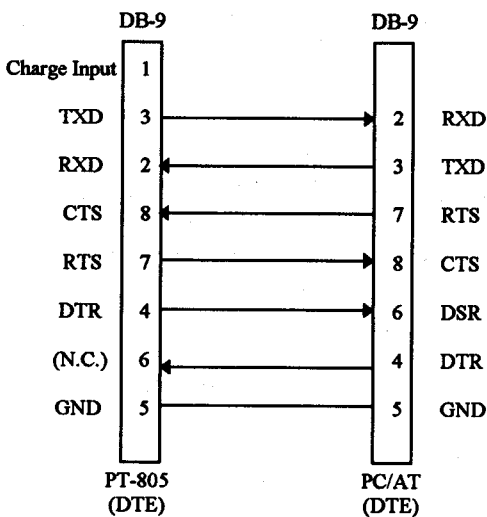 DB-9 DB-9
Charge Input 1
TXD 3 2 RXD
RXD 2 3 TXD
CTS 8 7 RTS
RTS 7 8 CTS
DTR 4 6 DSR
(N.C.) 6 4 DTR
GND 5 5 GND
PT-805 PC/AT
(DTE) (DTE)